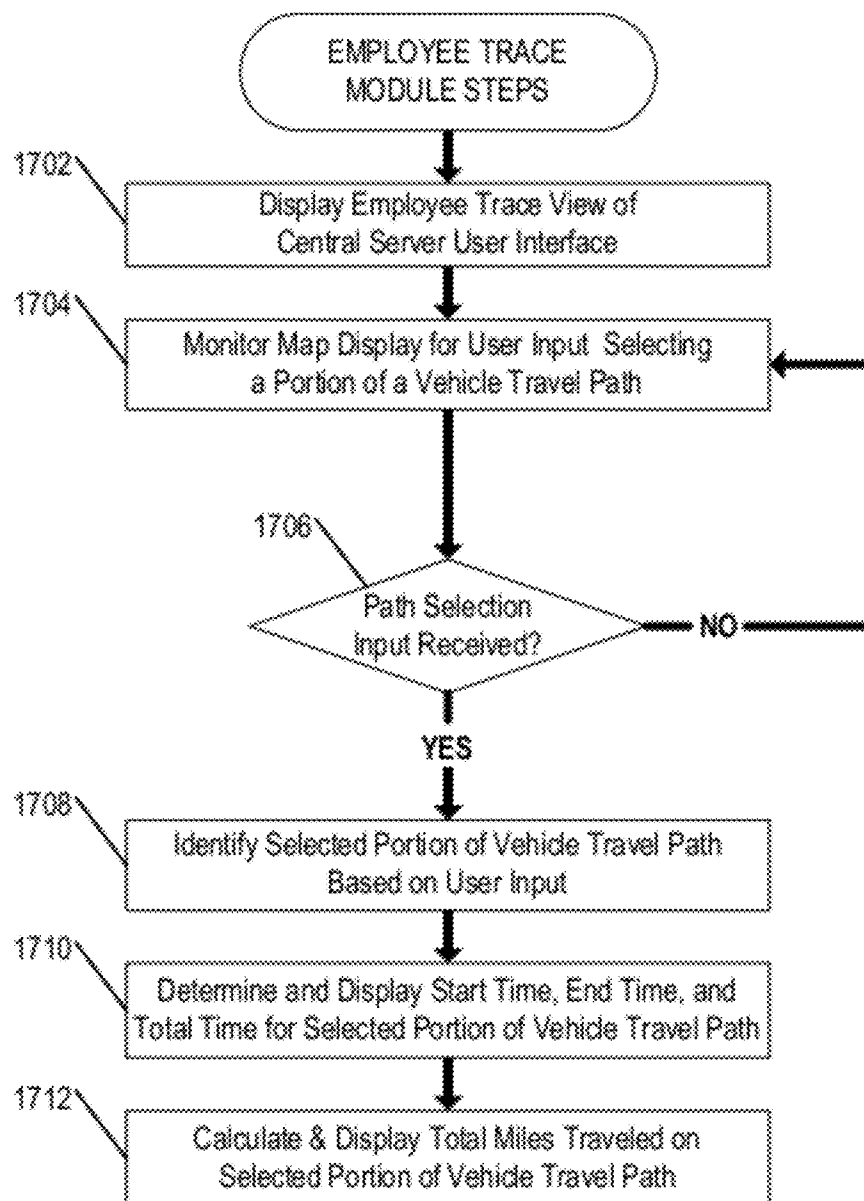 EMPLOYEE TRACE
MODULE STEPS
1702
Display Employee Trace View of
Central Server User Interface
1704
Monitor Map Display for User Input Selecting
a Portion of a Vehicle Travel Path
1706
Path Selection
Input Received?
NO
YES
1708
Identify Selected Portion of Vehicle Travel Path
Based on User Input
1710
Determine and Display Start Time, End Time, and
Total Time for Selected Portion of Vehicle Travel Path
1712
Calculate & Display Total Miles Traveled on
Selected Portion of Vehicle Travel Path